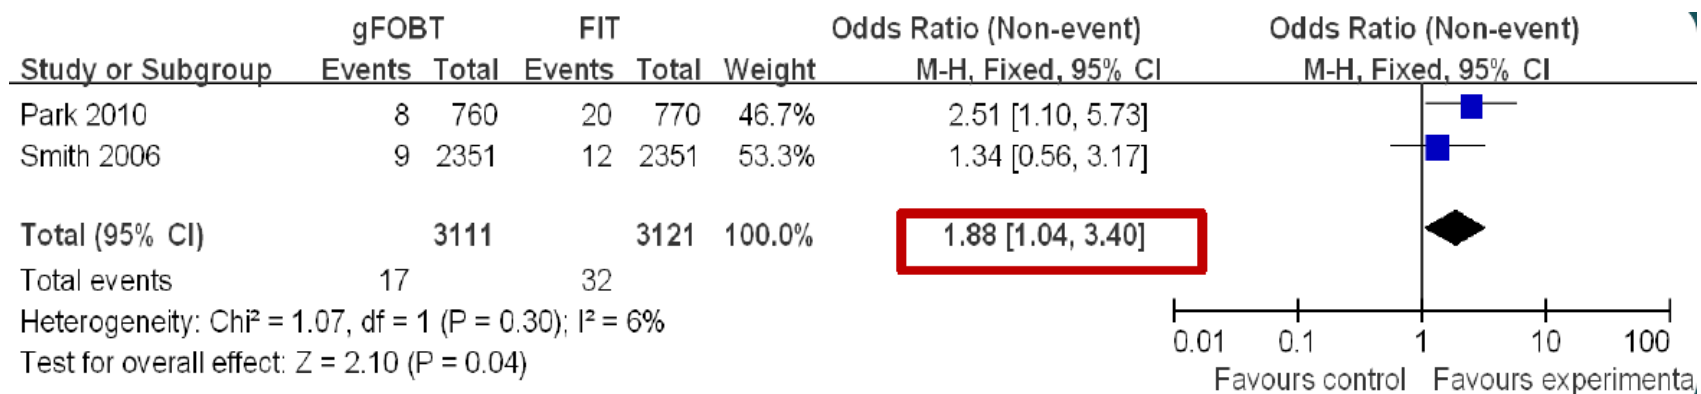 gFOBT FIT Odds Ratio (Non-event) Odds Ratio (Non-event)
Study or Subgroup Events Total Events Total Weight M-H, Fixed, 95% CI M-H, Fixed, 95% CI
Park 2010 8 760 20 770 46.7% 2.51 [1.10, 5.73]
Smith 2006 9 2351 12 2351 53.3% 1.34 [0.56, 3.17]
Total (95% CI) 3111 3121 100.0% 1.88 [1.04, 3.40]
Total events 17 32
Heterogeneity: Chi² = 1.07, df = 1 (P = 0.30); I² = 6%
Test for overall effect: Z = 2.10 (P = 0.04)
0.01 0.1 1 10 100
Favours control Favours experimenta